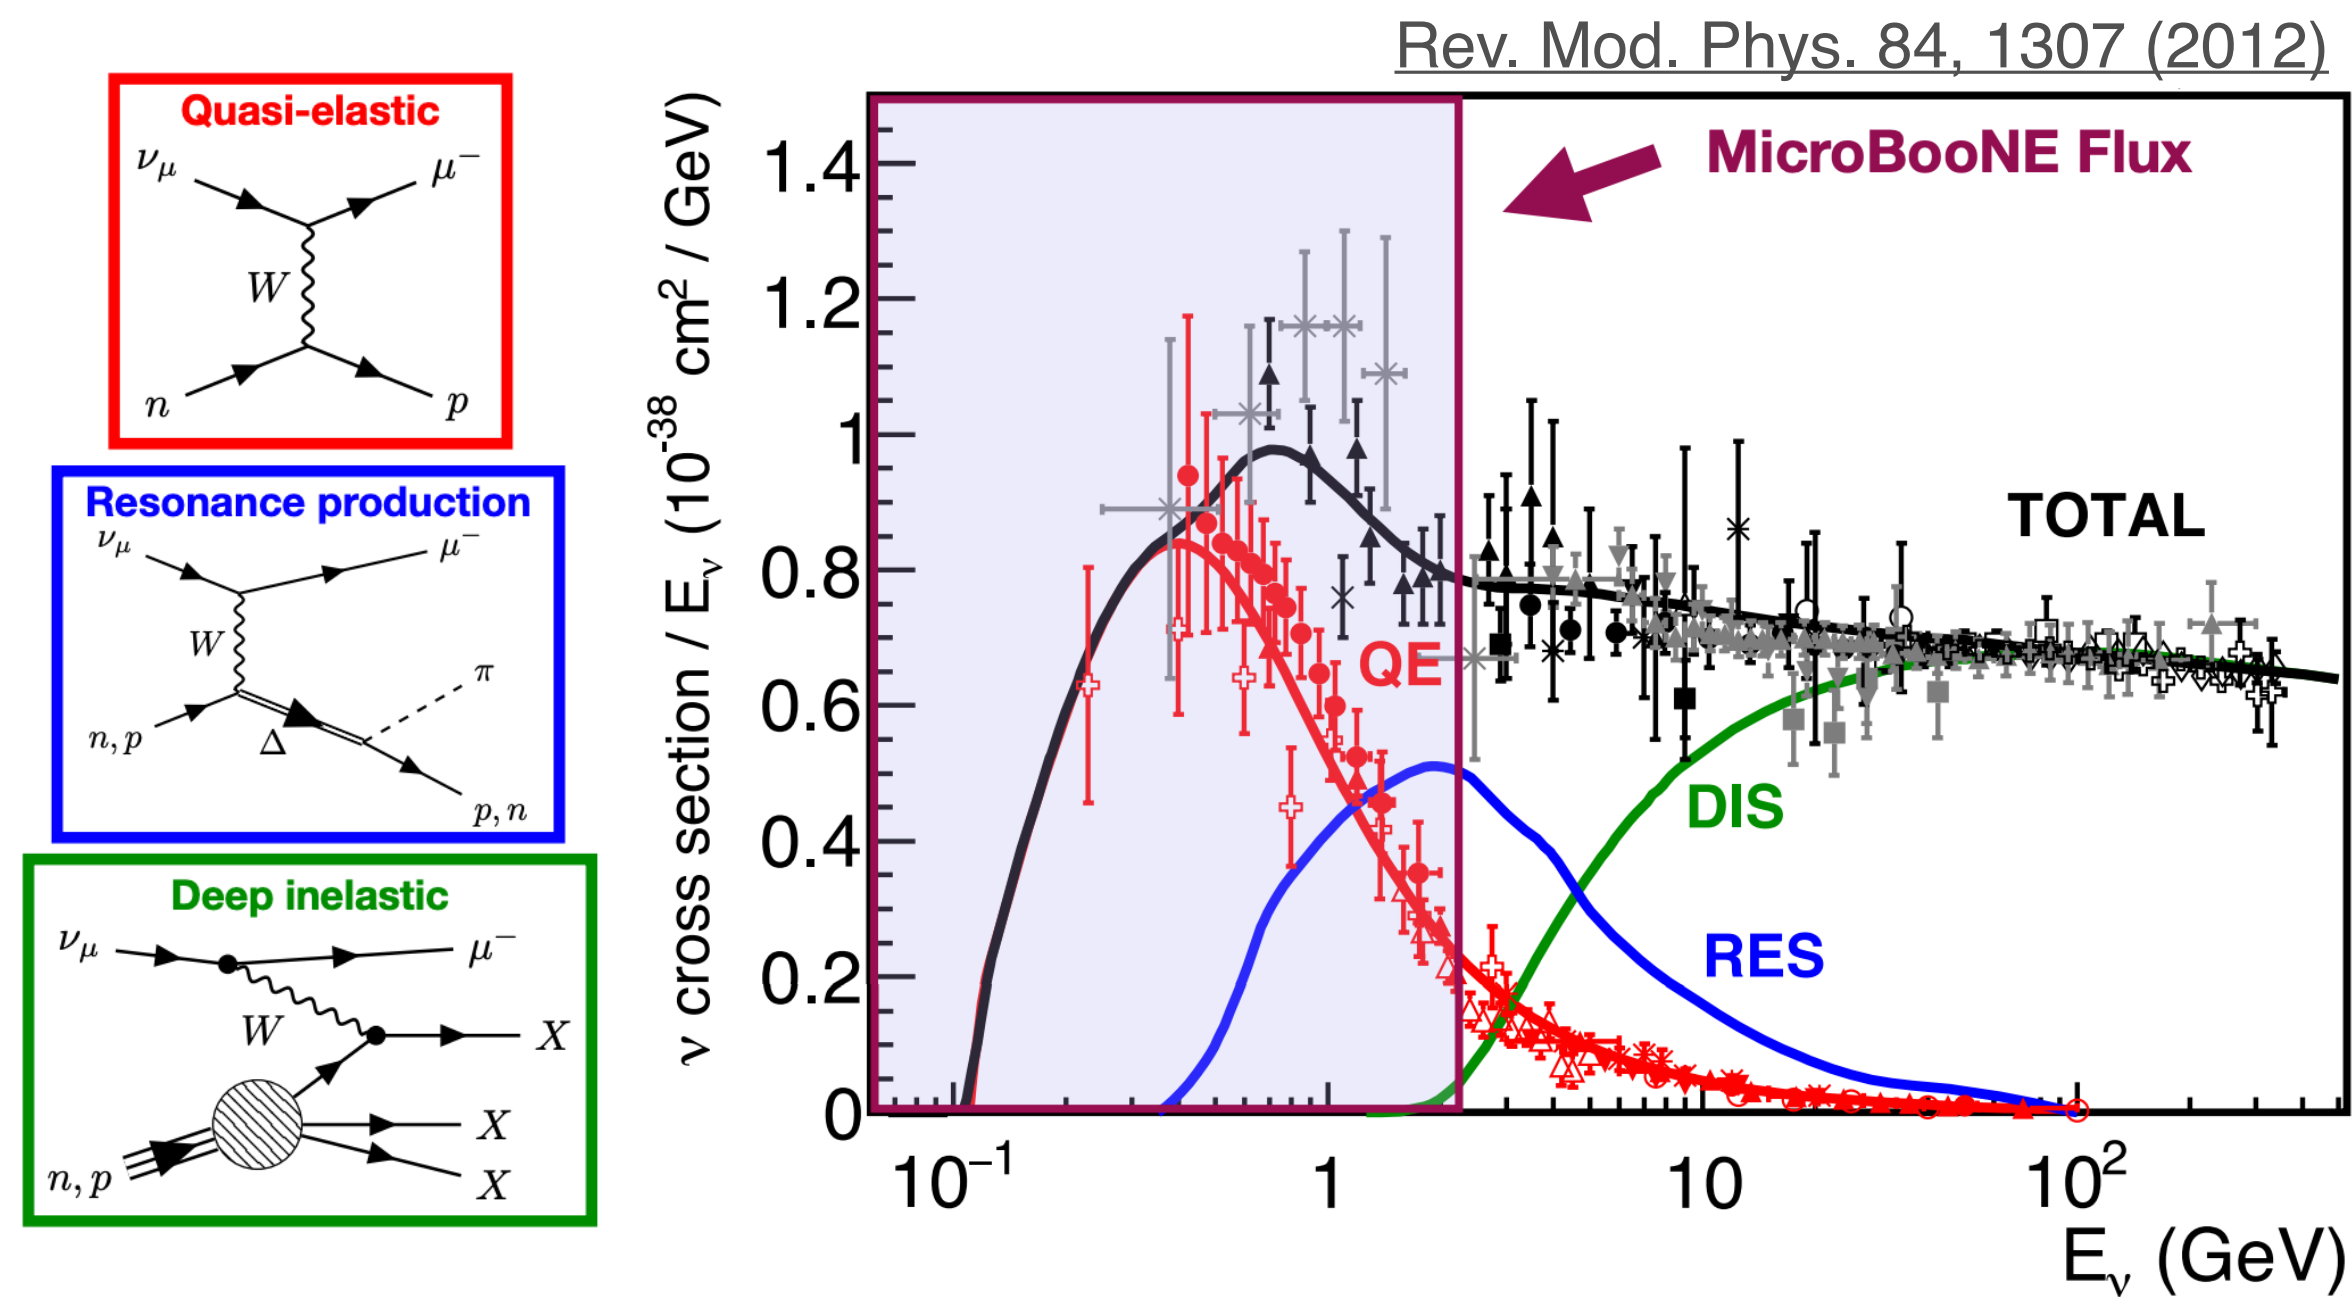 Rev. Mod. Phys. 84, 1307 (2012)
Quasi-elastic
νμ
μ⁻
W
n
p
Resonance production
νμ
μ⁻
W
π
n, p
Δ
p, n
Deep inelastic
νμ
μ⁻
W
X
X
n, p
X
ν cross section / Eν (10⁻³⁸ cm² / GeV)
1.4
1.2
1
0.8
0.6
0.4
0.2
0
MicroBooNE Flux
TOTAL
QE
DIS
RES
10⁻¹
1
10
10²
Eν (GeV)